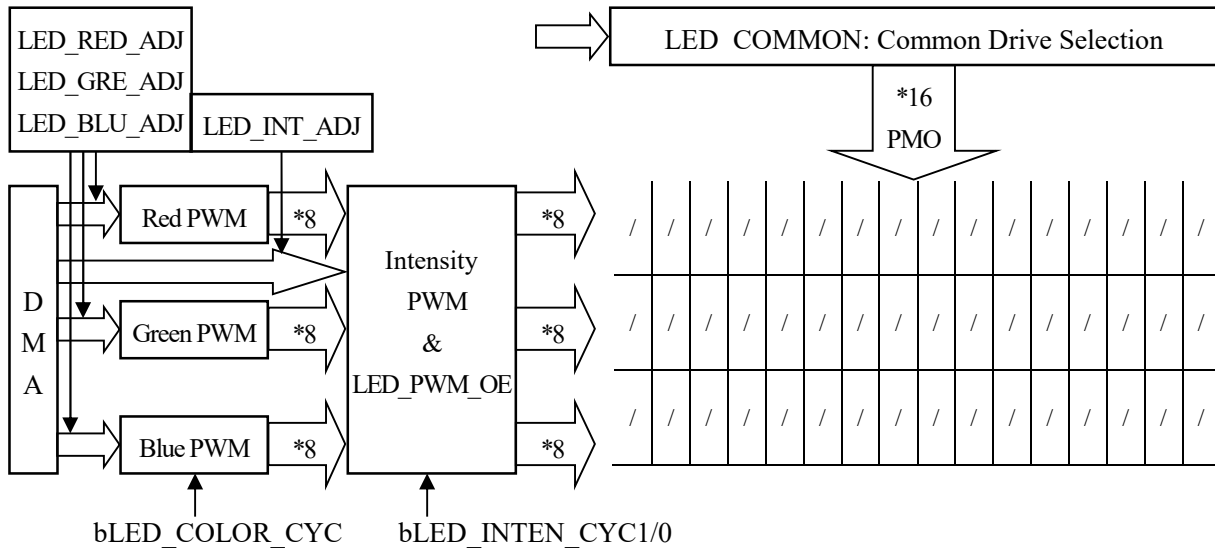 LED_RED_ADJ
LED_GRE_ADJ
LED_BLU_ADJ
LED_INT_ADJ
LED COMMON: Common Drive Selection
*16
PMO
D
M
A
Red PWM
*8
Green PWM
*8
Blue PWM
*8
Intensity
PWM
&
LED_PWM_OE
*8
*8
*8
/ / / / / / / / / / / / / / / /
/ / / / / / / / / / / / / / / /
/ / / / / / / / / / / / / / / /
bLED_COLOR_CYC
bLED_INTEN_CYC1/0